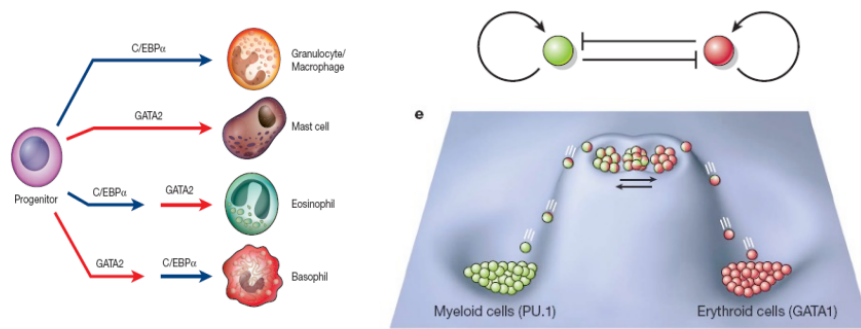 C/EBPα
Granulocyte/
Macrophage
GATA2
Mast cell
Progenitor
C/EBPα
GATA2
Eosinophil
GATA2
C/EBPα
Basophil
e
Myeloid cells (PU.1)
Erythroid cells (GATA1)